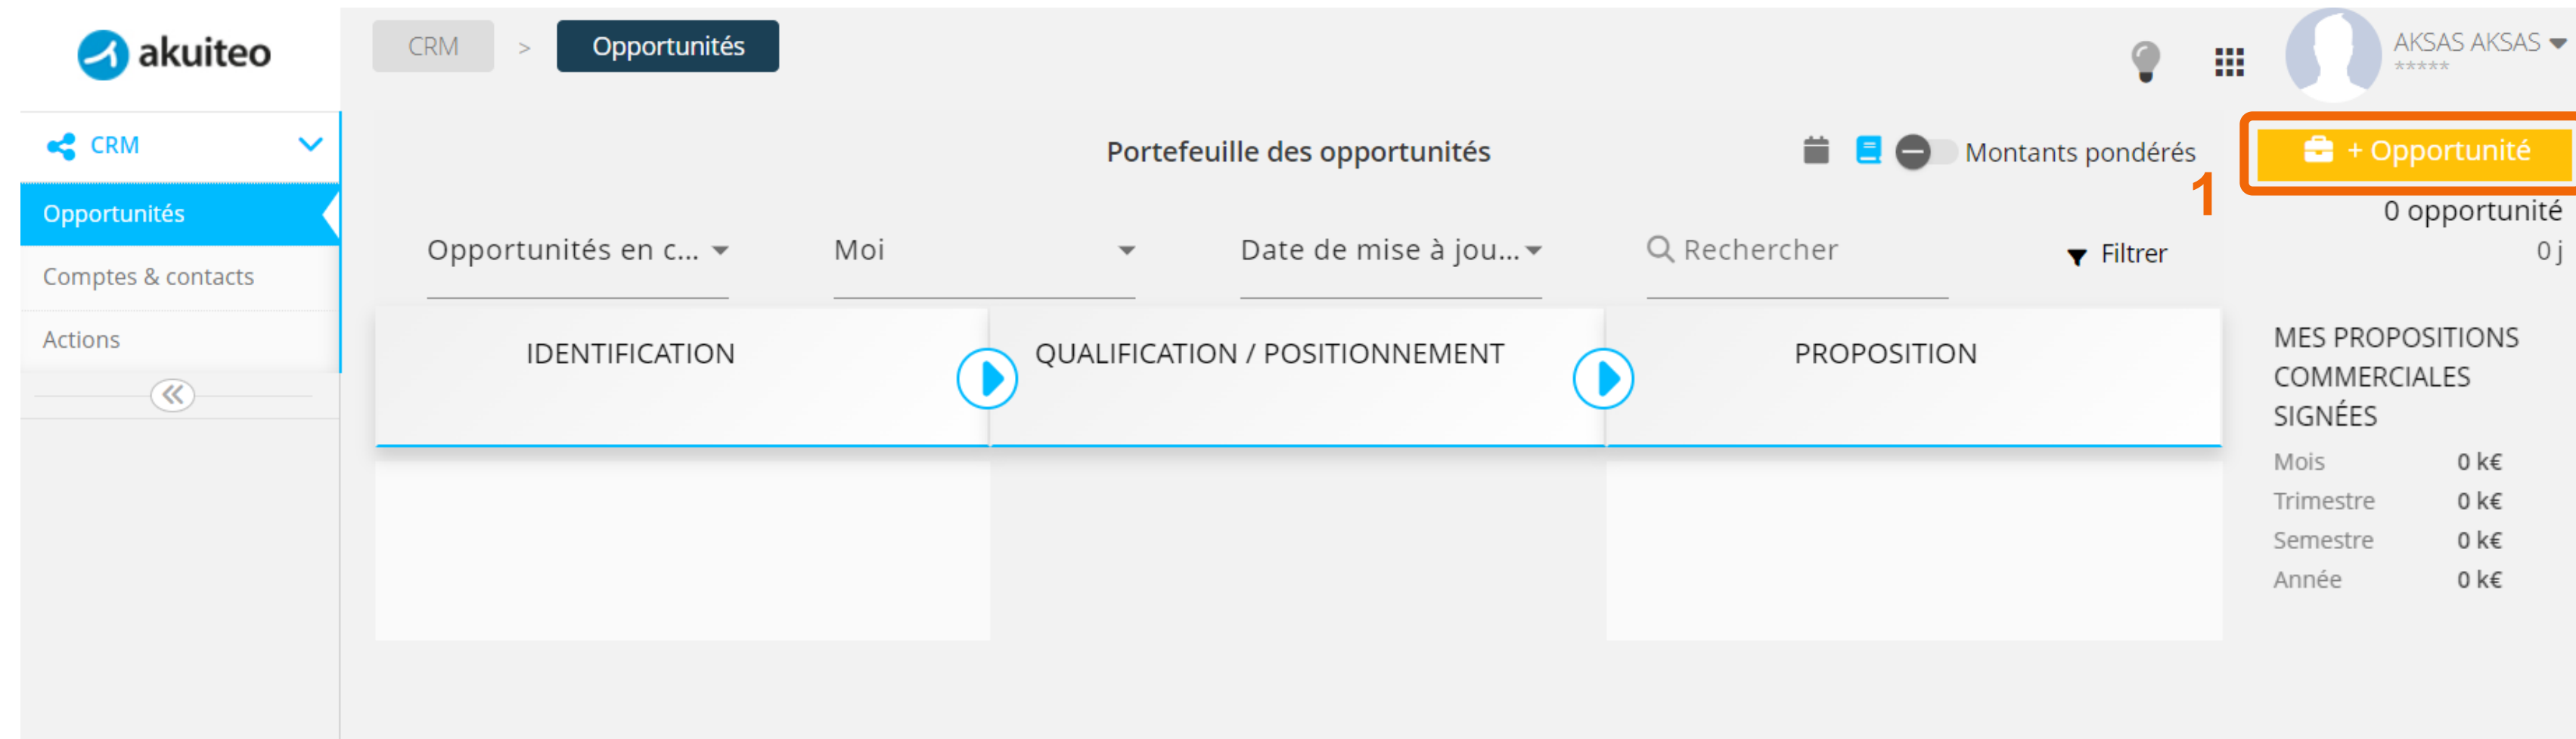 akuiteo
CRM > Opportunités
AKSAS AKSAS
*****
CRM
Opportunités
Comptes & contacts
Actions
Portefeuille des opportunités
Montants pondérés
1
+ Opportunité
0 opportunité
0 j
Opportunités en c...
Moi
Date de mise à jou...
Rechercher
Filtrer
IDENTIFICATION
QUALIFICATION / POSITIONNEMENT
PROPOSITION
MES PROPOSITIONS
COMMERCIALES
SIGNÉES
Mois 0 k€
Trimestre 0 k€
Semestre 0 k€
Année 0 k€